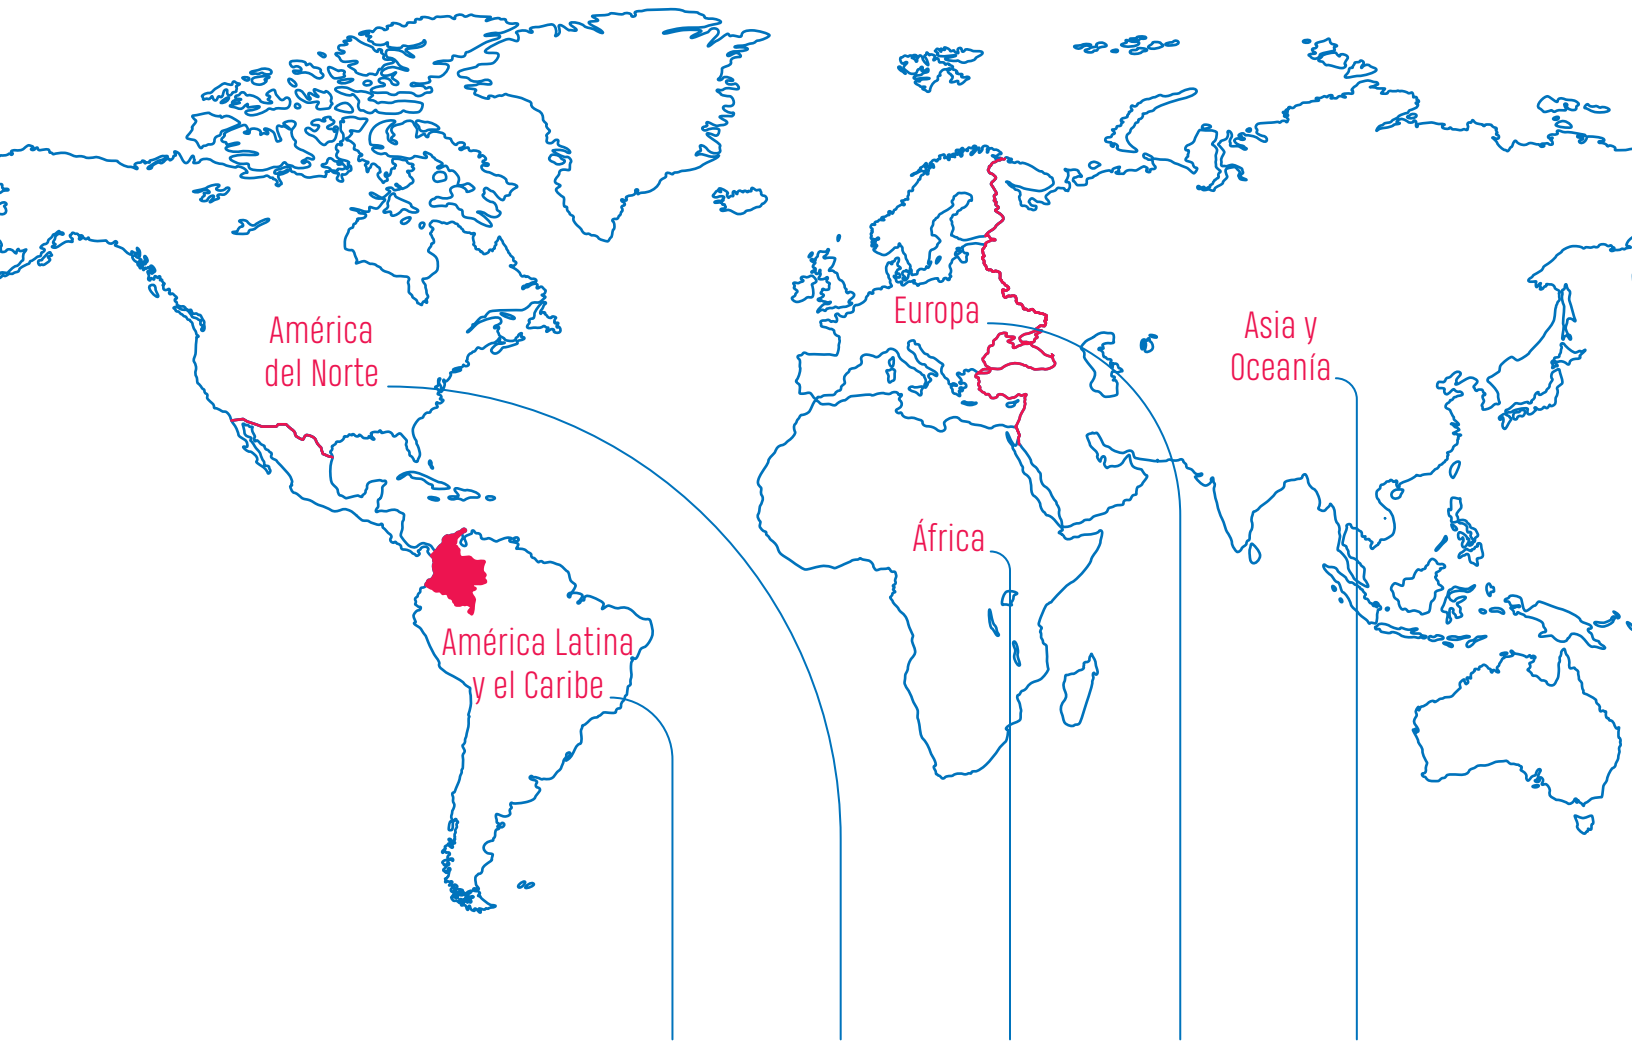 América
del Norte
Europa
Asia y
Oceanía
África
América Latina
y el Caribe